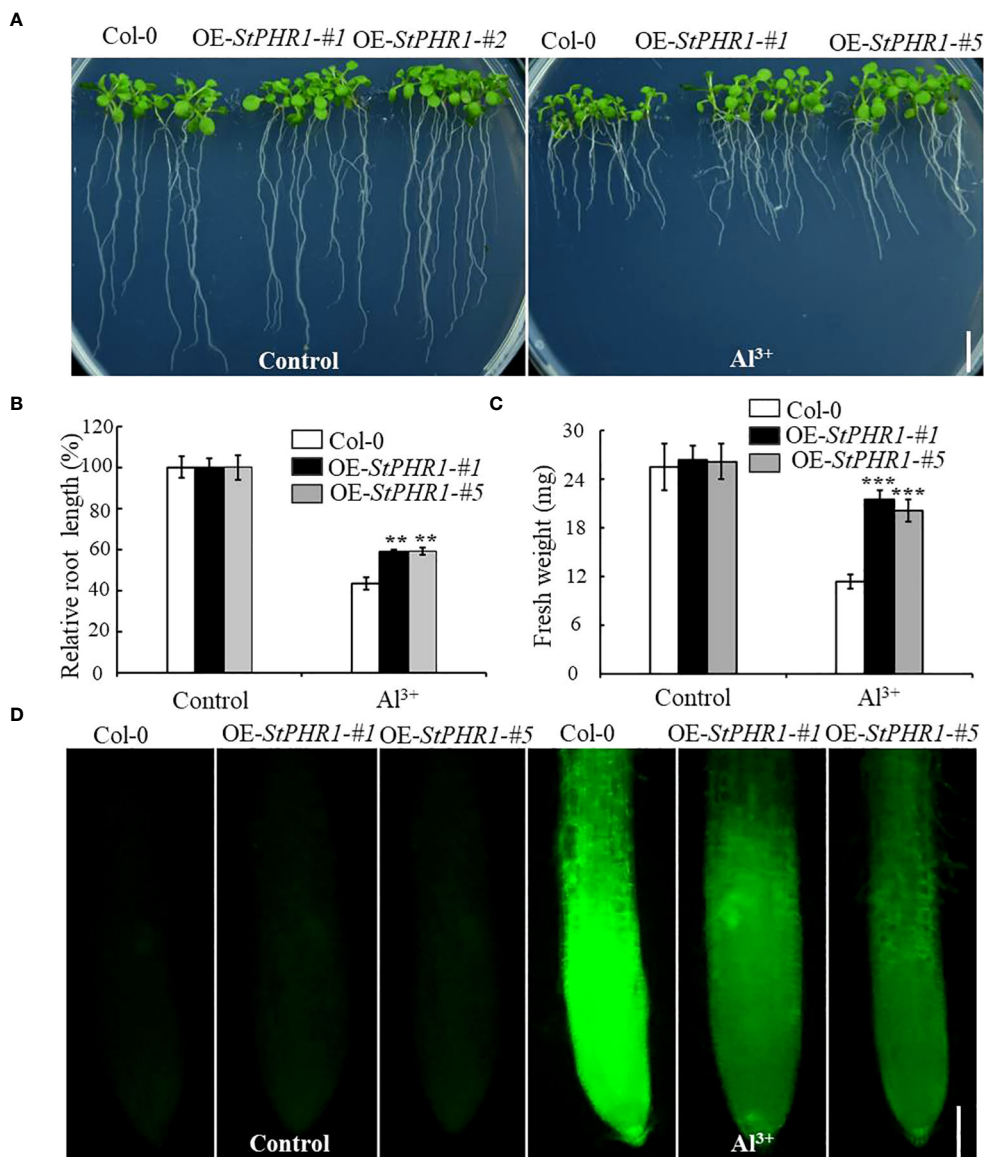 A
Col-0 OE-StPHR1-#1 OE-StPHR1-#2 Col-0 OE-StPHR1-#1 OE-StPHR1-#5
Control Al³⁺
B
Relative root length (%)
120
100
80
60
40
20
0
Col-0
OE-StPHR1-#1
OE-StPHR1-#5
** **
Control Al³⁺
C
Fresh weight (mg)
30
24
18
12
6
0
Col-0
OE-StPHR1-#1
OE-StPHR1-#5
*** ***
Control Al³⁺
D
Col-0 OE-StPHR1-#1 OE-StPHR1-#5 Col-0 OE-StPHR1-#1 OE-StPHR1-#5
Control Al³⁺